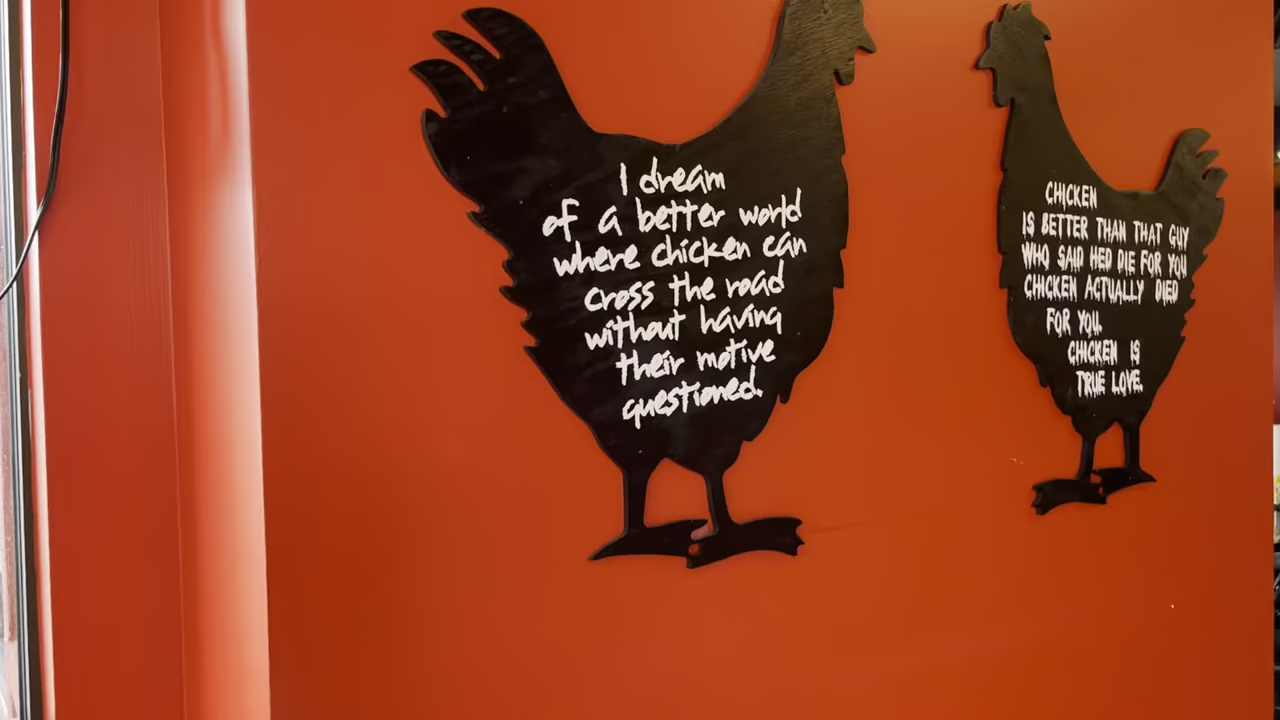 I dream
of a better world
where chicken can
cross the road
without having
their motive
questioned.
CHICKEN
IS BETTER THAN THAT GUY
WHO SAID HED DIE FOR YOU
CHICKEN ACTUALLY DIED
FOR YOU.
CHICKEN IS
TRUE LOVE.